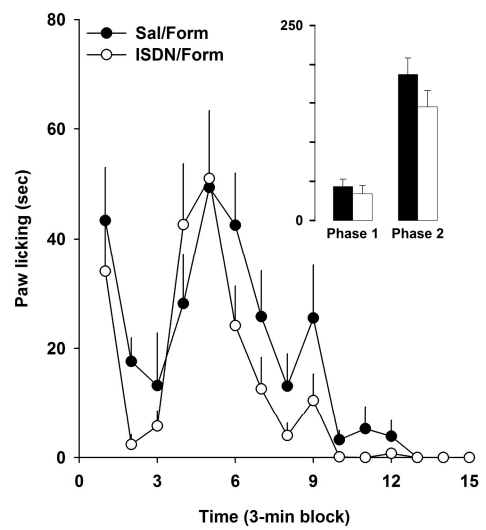 80
60
40
20
0
Paw licking (sec)
Sal/Form
ISDN/Form
250
0
Phase 1 Phase 2
0 3 6 9 12 15
Time (3-min block)